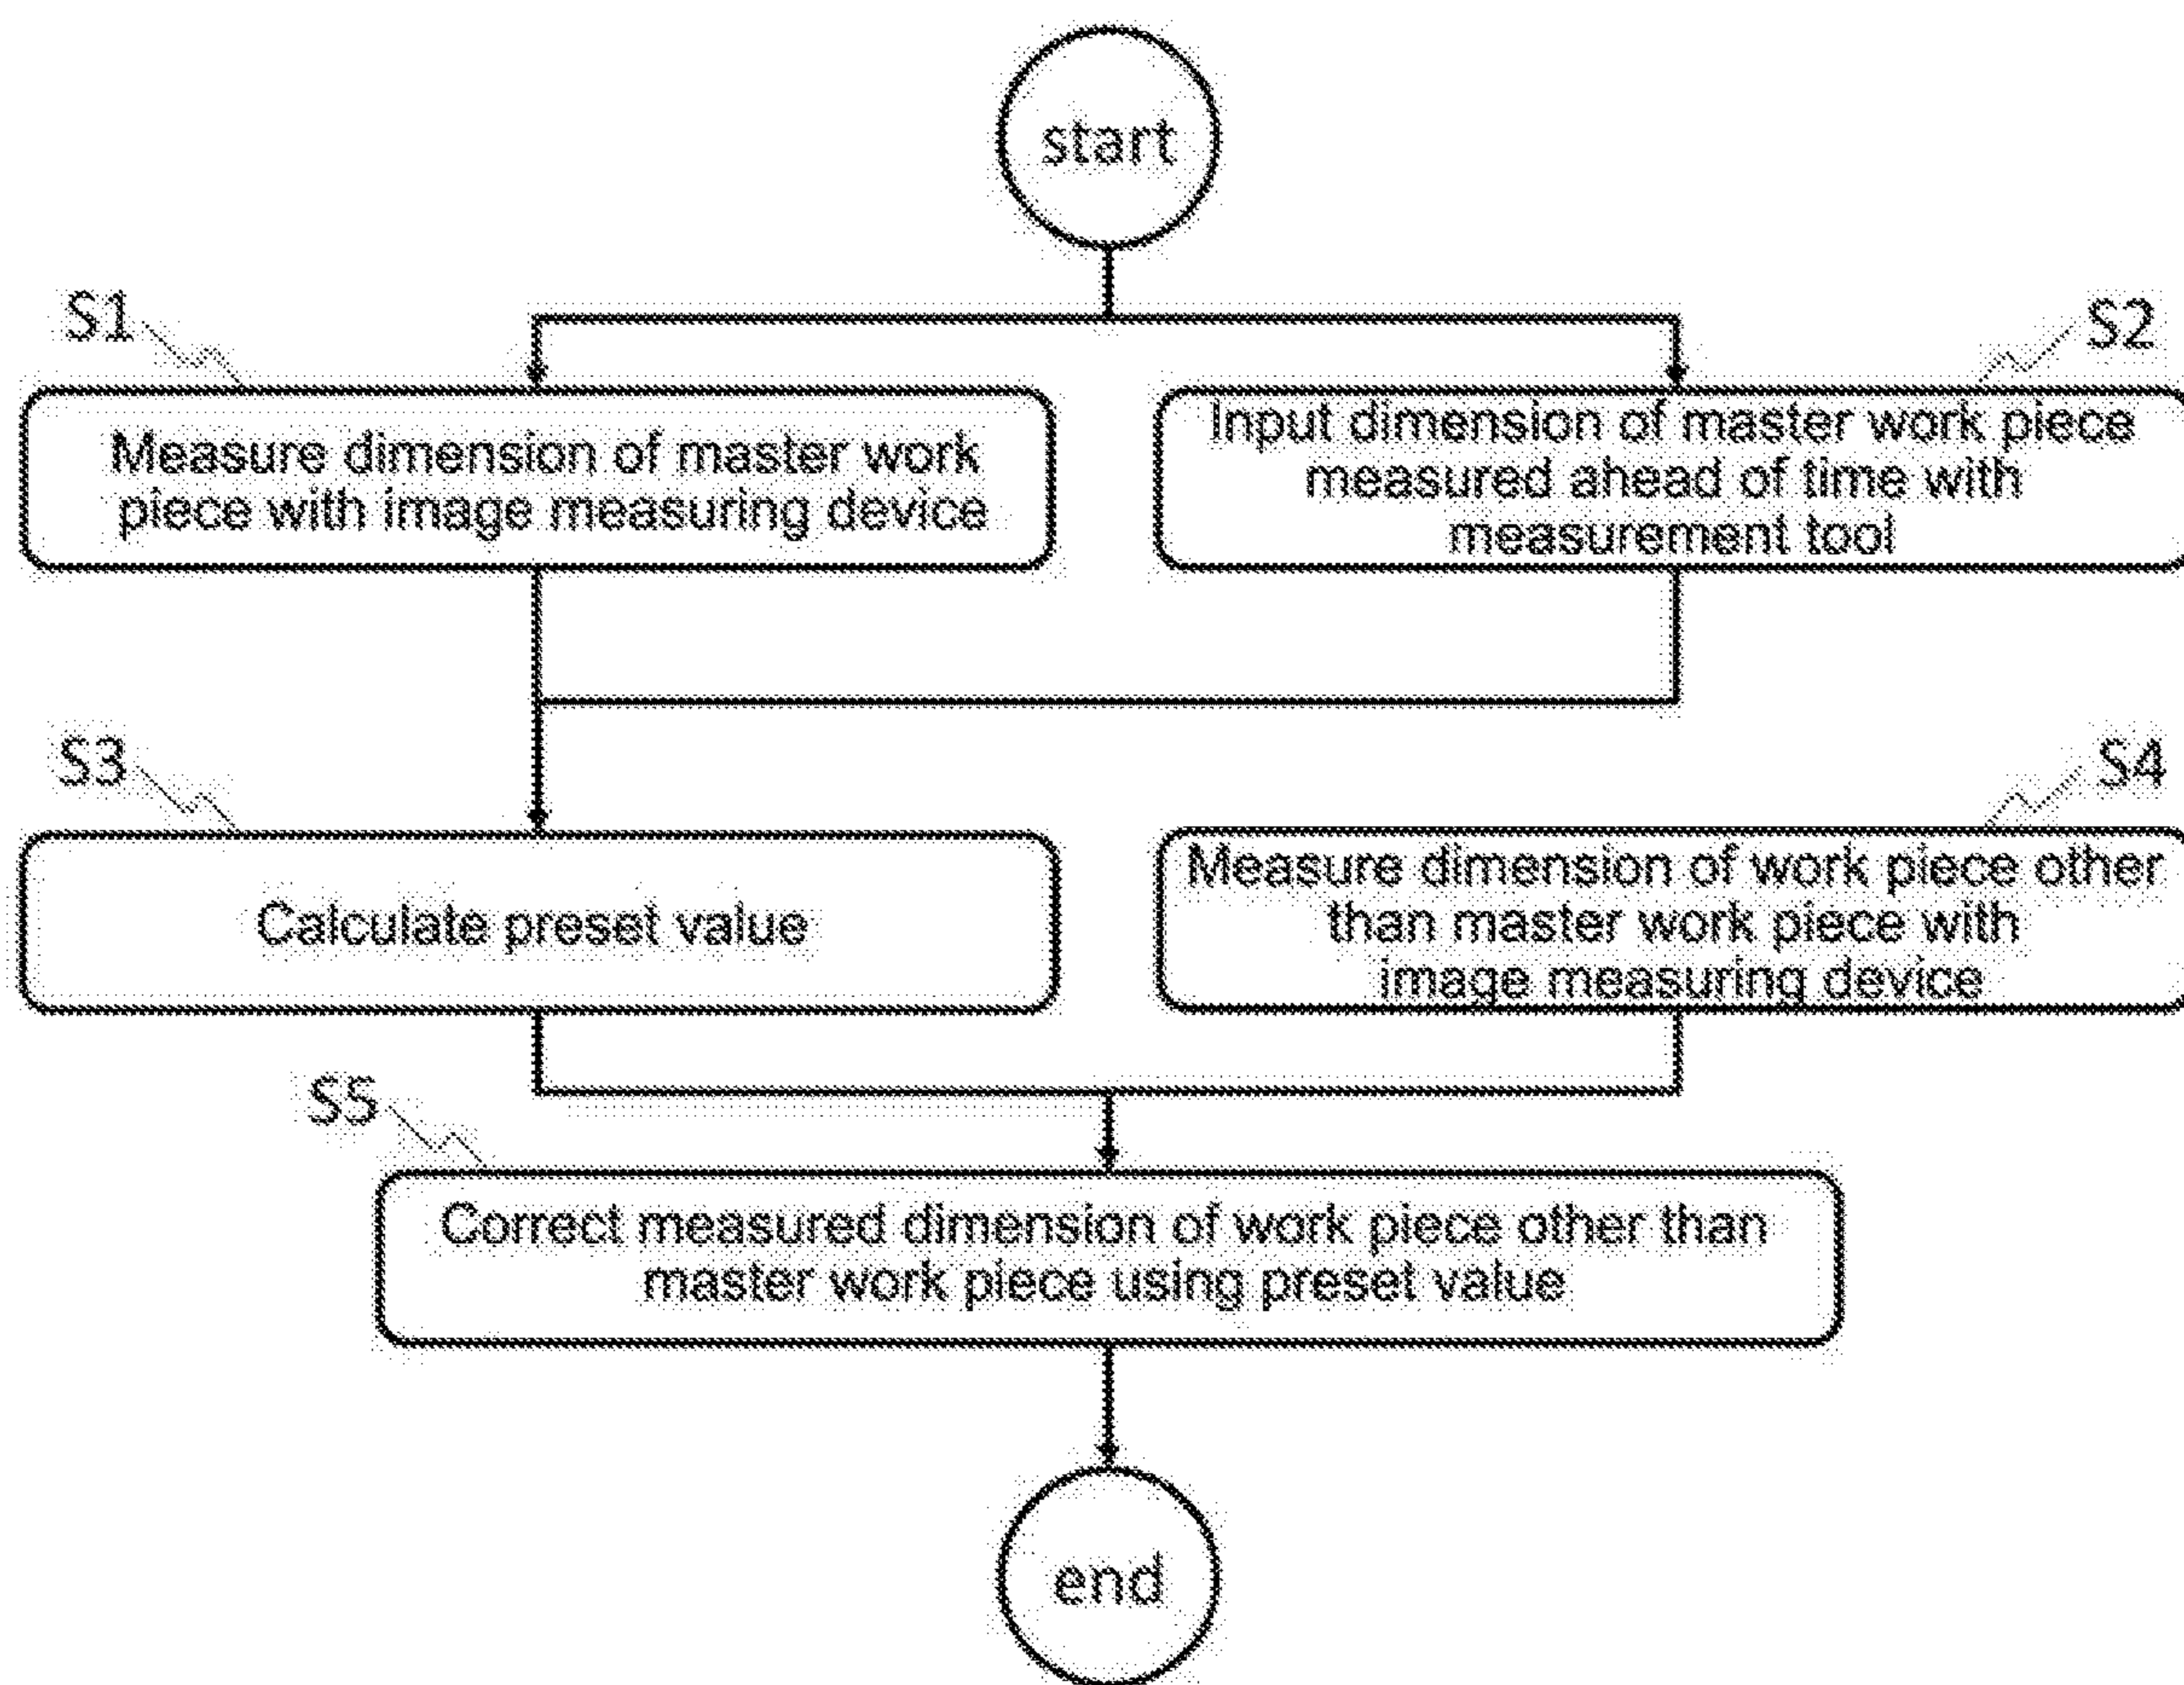 start
S1
S2
Measure dimension of master work
piece with image measuring device
Input dimension of master work piece
measured ahead of time with
measurement tool
S3
S4
Calculate preset value
Measure dimension of work piece other
than master work piece with
image measuring device
S5
Correct measured dimension of work piece other than
master work piece using preset value
end